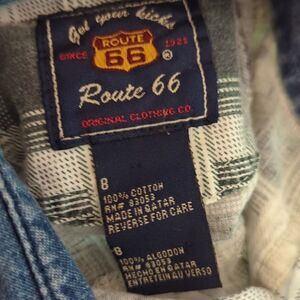 Get your kicks
SINCE 1921
ROUTE
66
®
Route 66
ORIGINAL CLOTHING CO.
8
100% COTTON
RN# 83053
MADE IN QATAR
REVERSE FOR CARE
8
100% ALGODON
RN# 83053
HECHO EN QATAR
ENTRETEIN AU VERSO